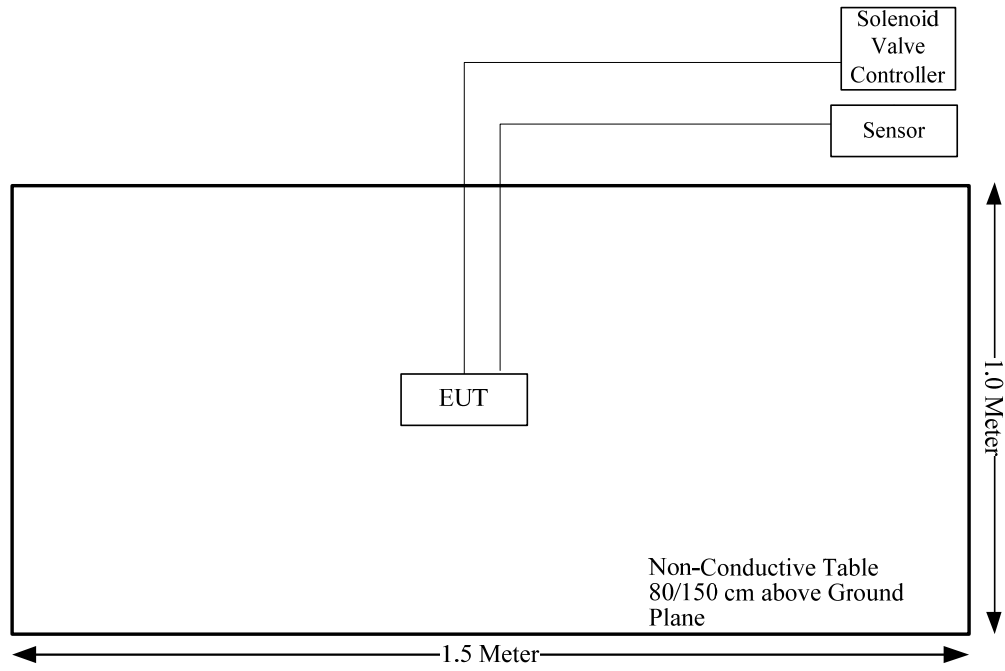 Solenoid
Valve
Controller
Sensor
EUT
1.0 Meter
Non-Conductive Table
80/150 cm above Ground
Plane
1.5 Meter